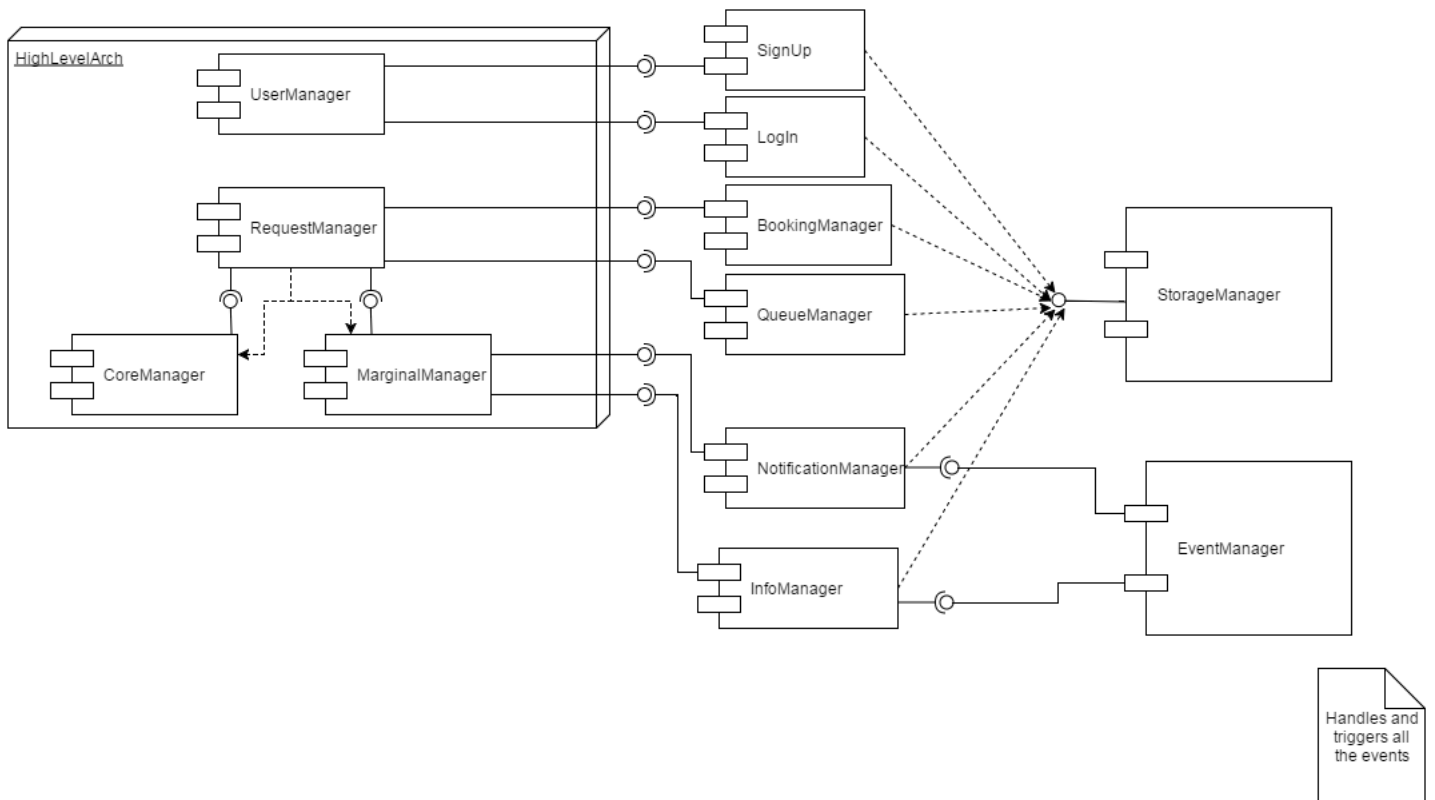 HighLevelArch
UserManager
RequestManager
CoreManager
MarginalManager
SignUp
LogIn
BookingManager
QueueManager
NotificationManager
InfoManager
StorageManager
EventManager
Handles and
triggers all
the events